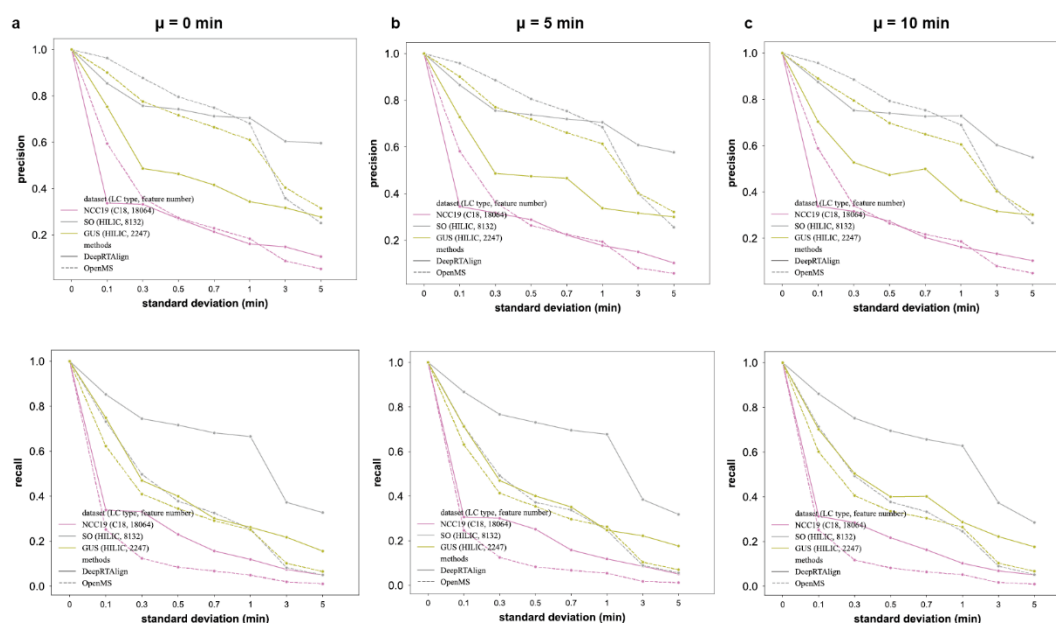 a
μ = 0 min
b
μ = 5 min
c
μ = 10 min
1.0
0.8
0.6
0.4
0.2
precision
dataset (LC type, feature number)
NCC19 (C18, 18064)
SO (HILIC, 8132)
GUS (HILIC, 2247)
methods
DeepRTAlign
OpenMS
0 0.1 0.3 0.5 0.7 1 3 5
standard deviation (min)
1.0
0.8
0.6
0.4
0.2
precision
dataset (LC type, feature number)
NCC19 (C18, 18064)
SO (HILIC, 8132)
GUS (HILIC, 2247)
methods
DeepRTAlign
OpenMS
0 0.1 0.3 0.5 0.7 1 3 5
standard deviation (min)
1.0
0.8
0.6
0.4
0.2
precision
dataset (LC type, feature number)
NCC19 (C18, 18064)
SO (HILIC, 8132)
GUS (HILIC, 2247)
methods
DeepRTAlign
OpenMS
0 0.1 0.3 0.5 0.7 1 3 5
standard deviation (min)
1.0
0.8
0.6
0.4
0.2
0.0
recall
dataset (LC type, feature number)
NCC19 (C18, 18064)
SO (HILIC, 8132)
GUS (HILIC, 2247)
methods
DeepRTAlign
OpenMS
0 0.1 0.3 0.5 0.7 1 3 5
standard deviation (min)
1.0
0.8
0.6
0.4
0.2
0.0
recall
dataset (LC type, feature number)
NCC19 (C18, 18064)
SO (HILIC, 8132)
GUS (HILIC, 2247)
methods
DeepRTAlign
OpenMS
0 0.1 0.3 0.5 0.7 1 3 5
standard deviation (min)
1.0
0.8
0.6
0.4
0.2
0.0
recall
dataset (LC type, feature number)
NCC19 (C18, 18064)
SO (HILIC, 8132)
GUS (HILIC, 2247)
methods
DeepRTAlign
OpenMS
0 0.1 0.3 0.5 0.7 1 3 5
standard deviation (min)